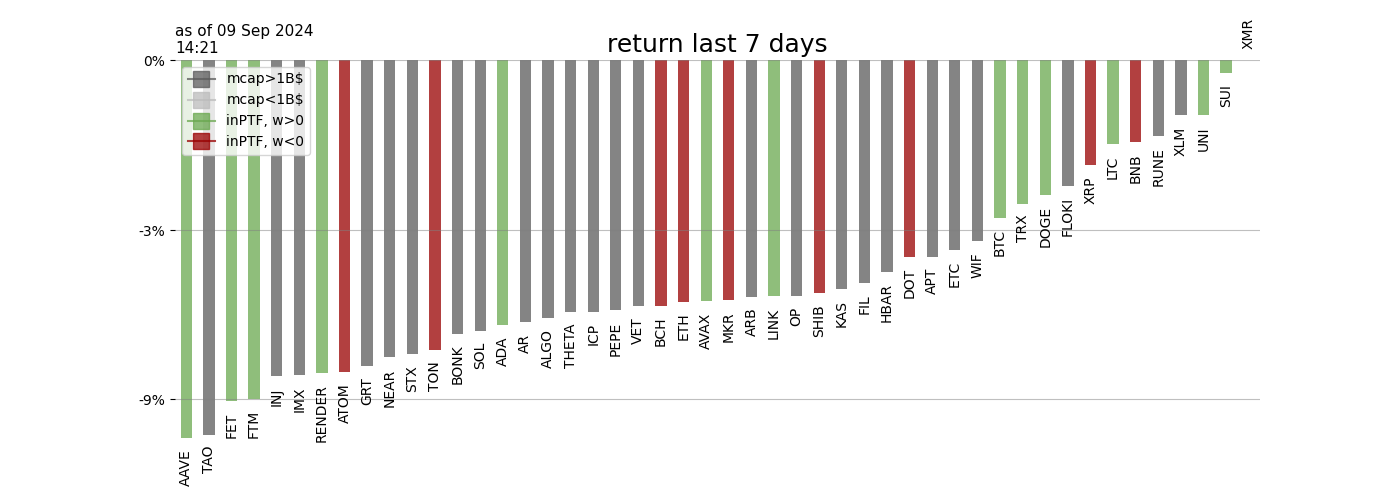 as of 09 Sep 2024
14:21
return last 7 days
XMR
0%
mcap>1B$
mcap<1B$
inPTF, w>0
inPTF, w<0
-3%
-9%
AAVE
TAO
FET
FTM
INJ
IMX
RENDER
ATOM
GRT
NEAR
STX
TON
BONK
SOL
ADA
AR
ALGO
THETA
ICP
PEPE
VET
BCH
ETH
AVAX
MKR
ARB
LINK
OP
SHIB
KAS
FIL
HBAR
DOT
APT
ETC
WIF
BTC
TRX
DOGE
FLOKI
XRP
LTC
BNB
RUNE
XLM
UNI
SUI